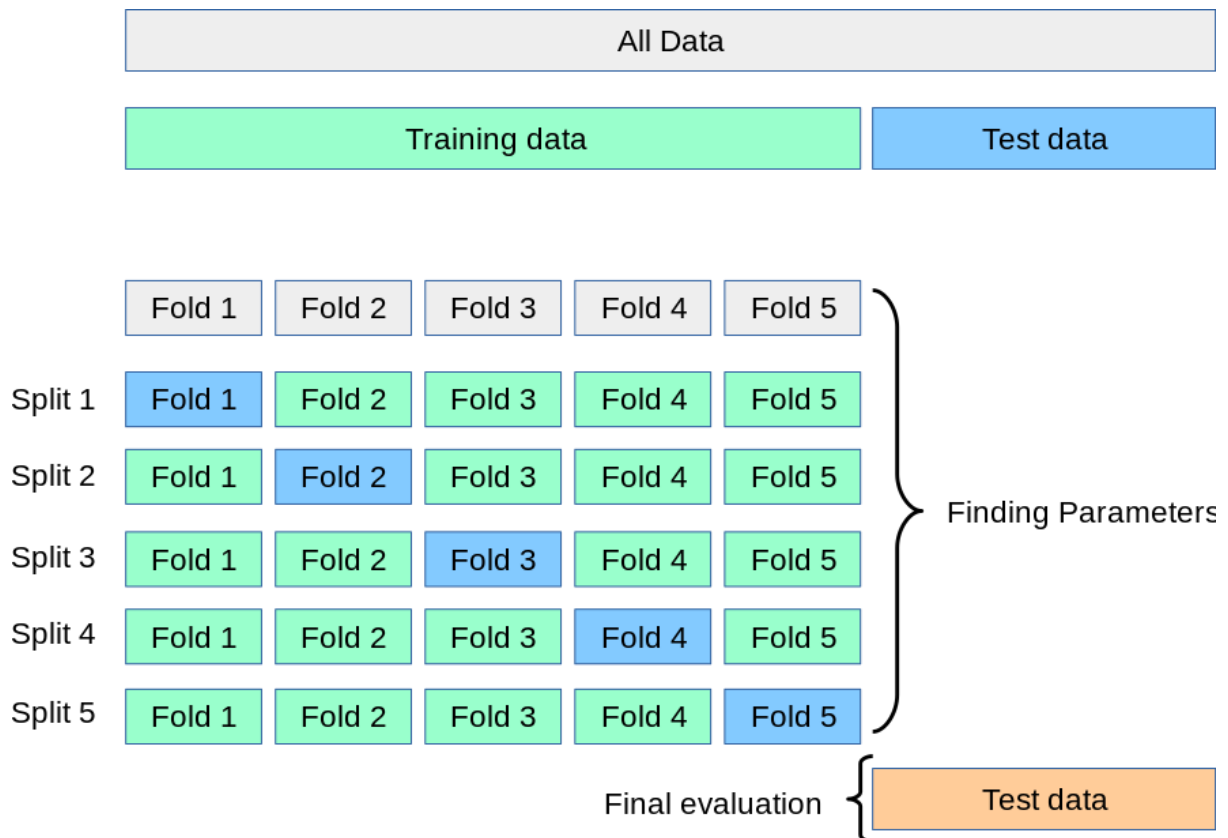 All Data
Training data Test data
Fold 1 Fold 2 Fold 3 Fold 4 Fold 5
Split 1 Fold 1 Fold 2 Fold 3 Fold 4 Fold 5
Split 2 Fold 1 Fold 2 Fold 3 Fold 4 Fold 5
Finding Parameters
Split 3 Fold 1 Fold 2 Fold 3 Fold 4 Fold 5
Split 4 Fold 1 Fold 2 Fold 3 Fold 4 Fold 5
Split 5 Fold 1 Fold 2 Fold 3 Fold 4 Fold 5
Final evaluation Test data